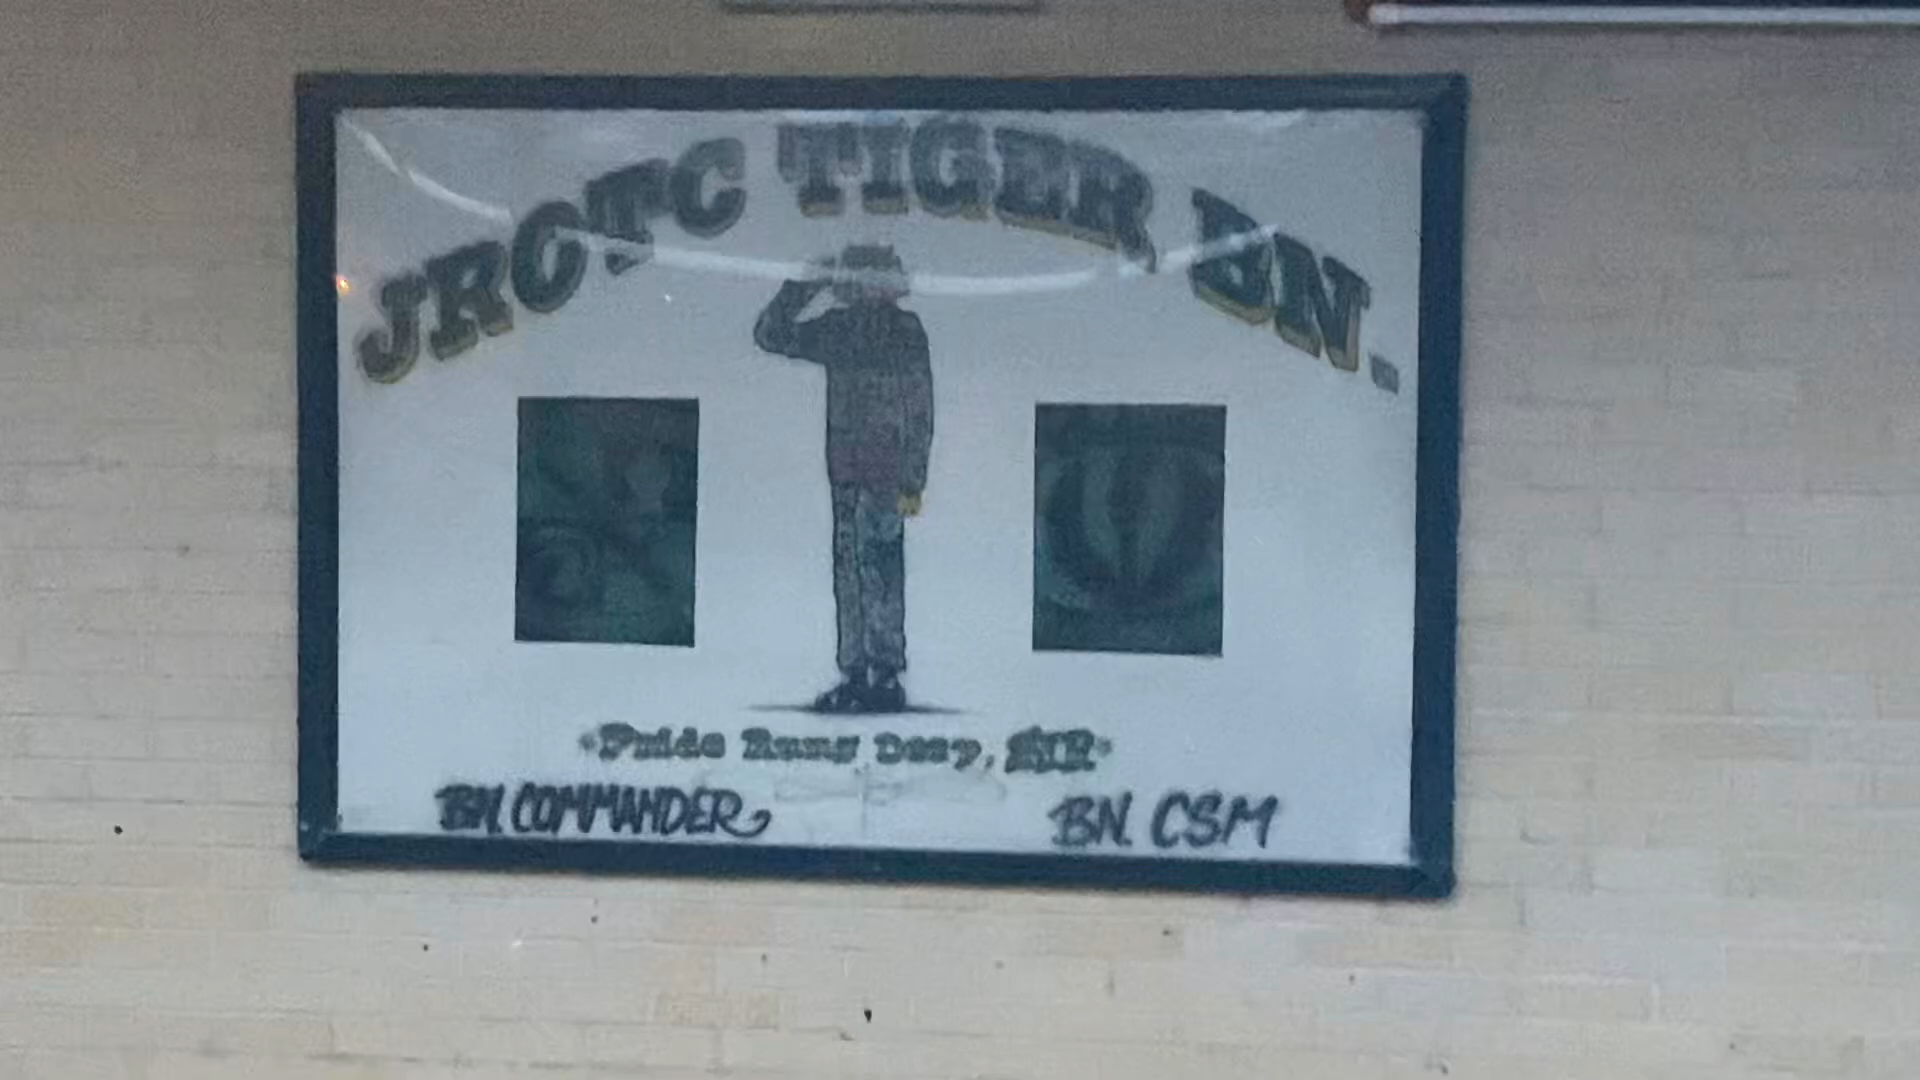 JROTC TIGER BN.
"Pride Runs Deep, SIR"
BN. COMMANDER
BN. CSM